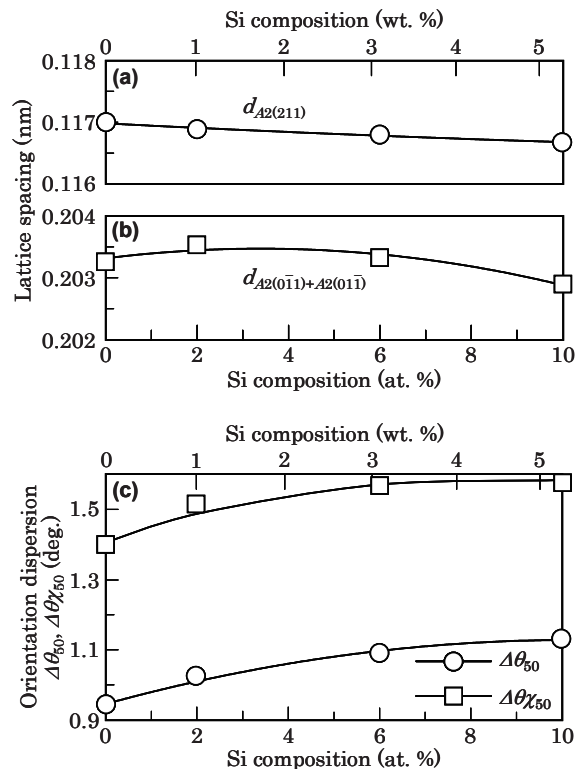 Si composition (wt. %)
0 1 2 3 4 5
(a)
0.118
0.117
0.116
d_A2(211)
Lattice spacing (nm)
(b)
0.204
0.203
0.202
d_A2(01̄1)+A2(011̄)
0 2 4 6 8 10
Si composition (at. %)
Si composition (wt. %)
0 1 2 3 4 5
(c)
1.5
1.3
1.1
0.9
Orientation dispersion
Δθ₅₀, Δθχ₅₀ (deg.)
Δθ₅₀
Δθχ₅₀
0 2 4 6 8 10
Si composition (at. %)